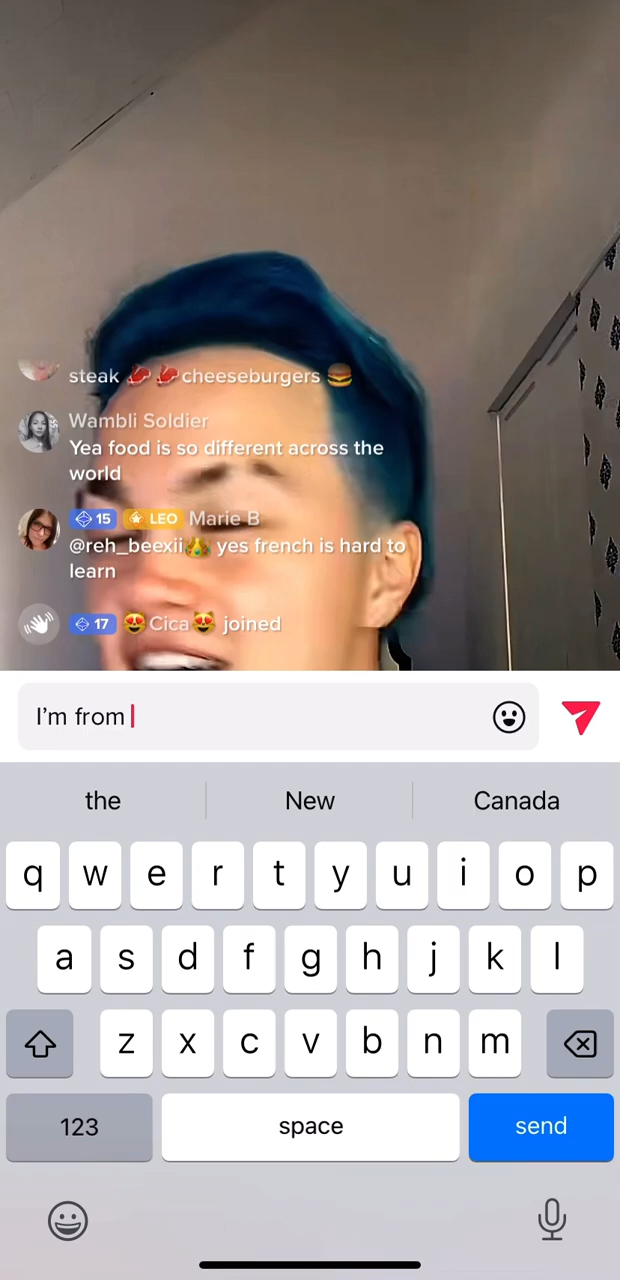 steak 🥩🥩cheeseburgers 🍔
Wambli Soldier
Yea food is so different across the
world
15 LEO Marie B
@reh_beexii👑 yes french is hard to
learn
17 😍Cica😻 joined
I'm from
the New Canada
q w e r t y u i o p
a s d f g h j k l
z x c v b n m
123 space send